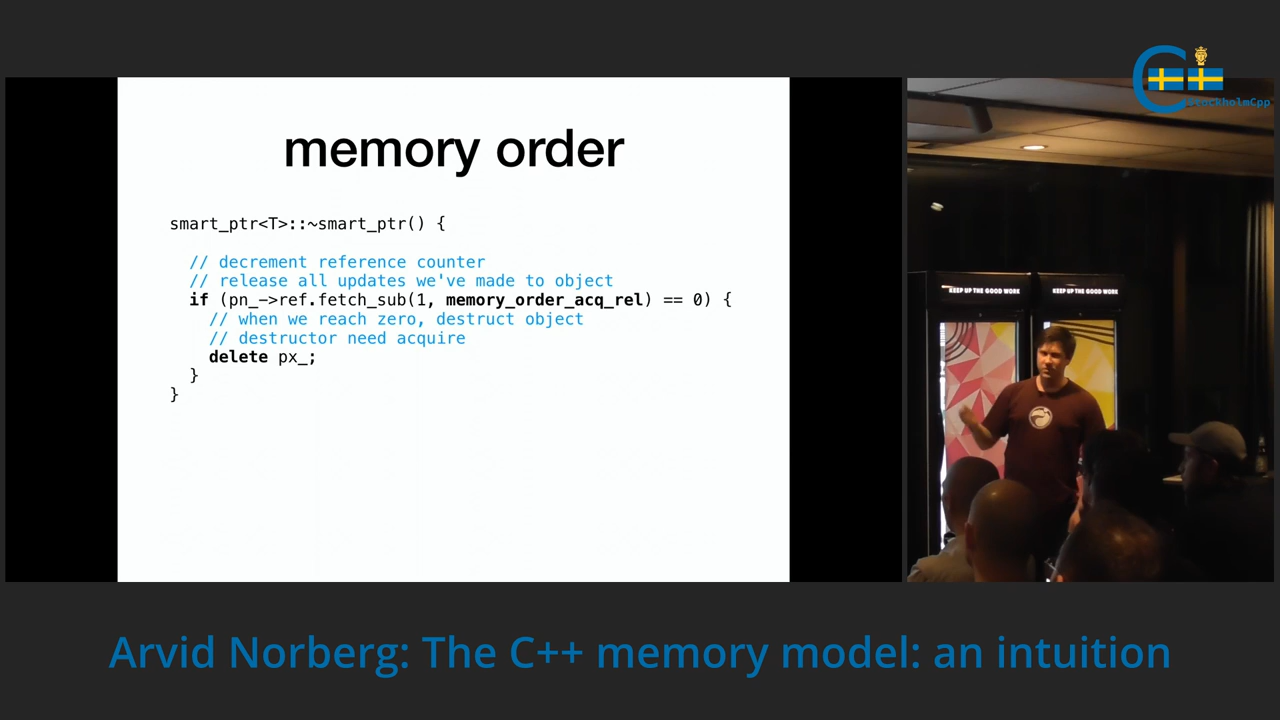 StockholmCpp
memory order
smart_ptr<T>::~smart_ptr() {
// decrement reference counter
// release all updates we've made to object
if (pn_->ref.fetch_sub(1, memory_order_acq_rel) == 0) {
// when we reach zero, destruct object
// destructor need acquire
delete px_;
}
}
KEEP UP THE GOOD WORK
KEEP UP THE GOOD WORK
Arvid Norberg: The C++ memory model: an intuition